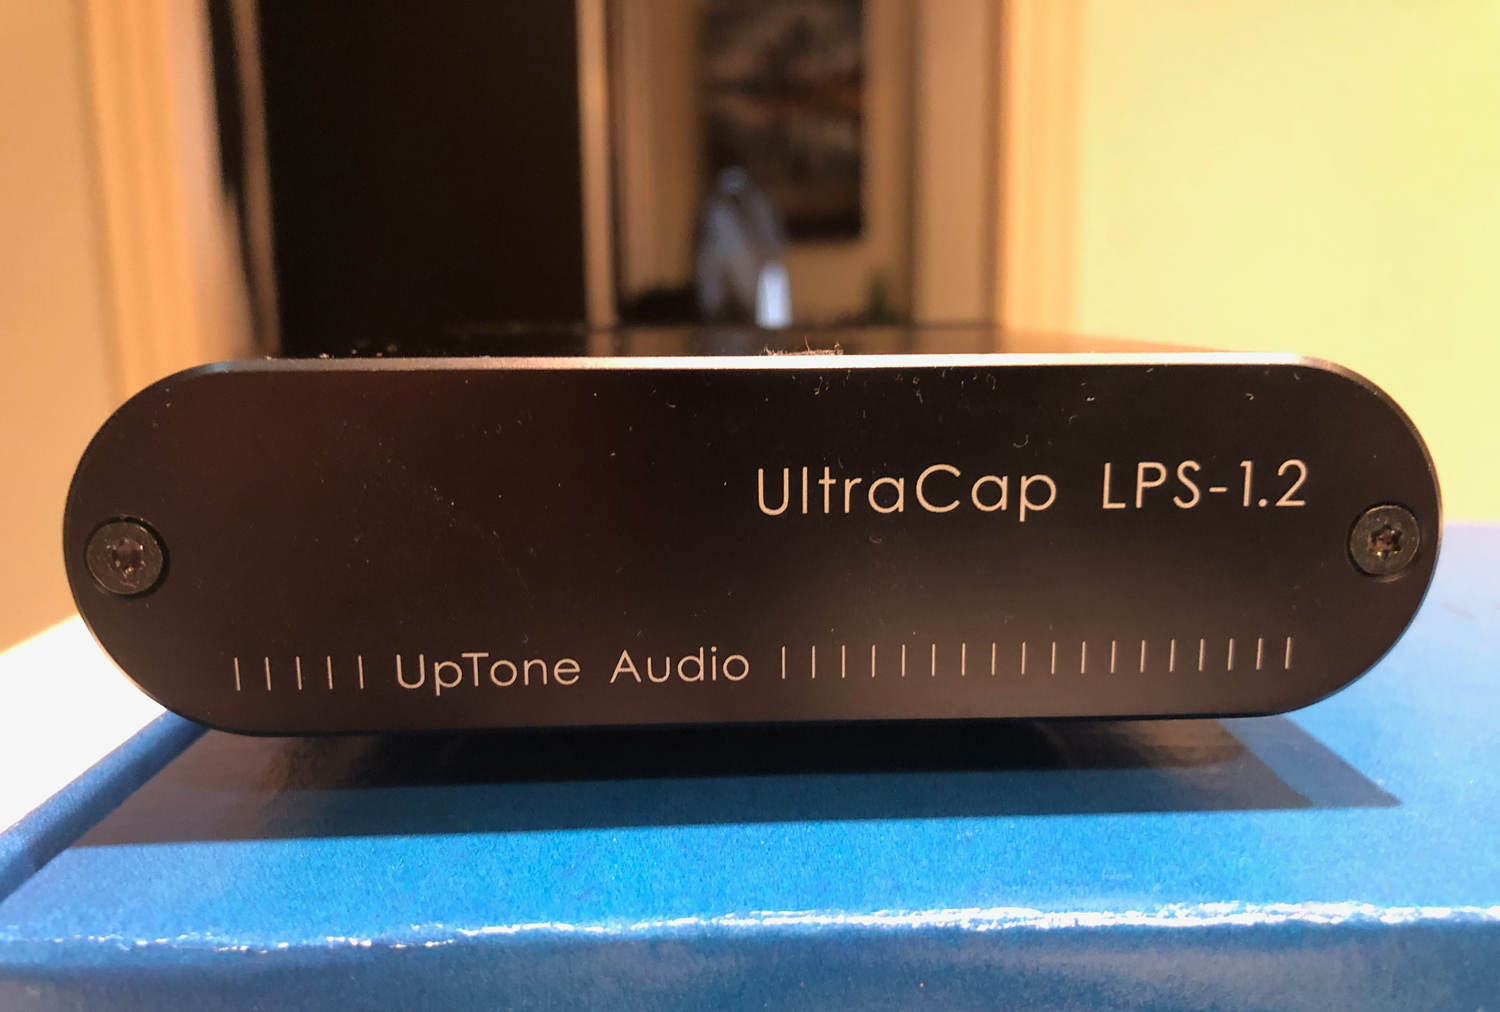 UltraCap LPS-1.2
UpTone Audio